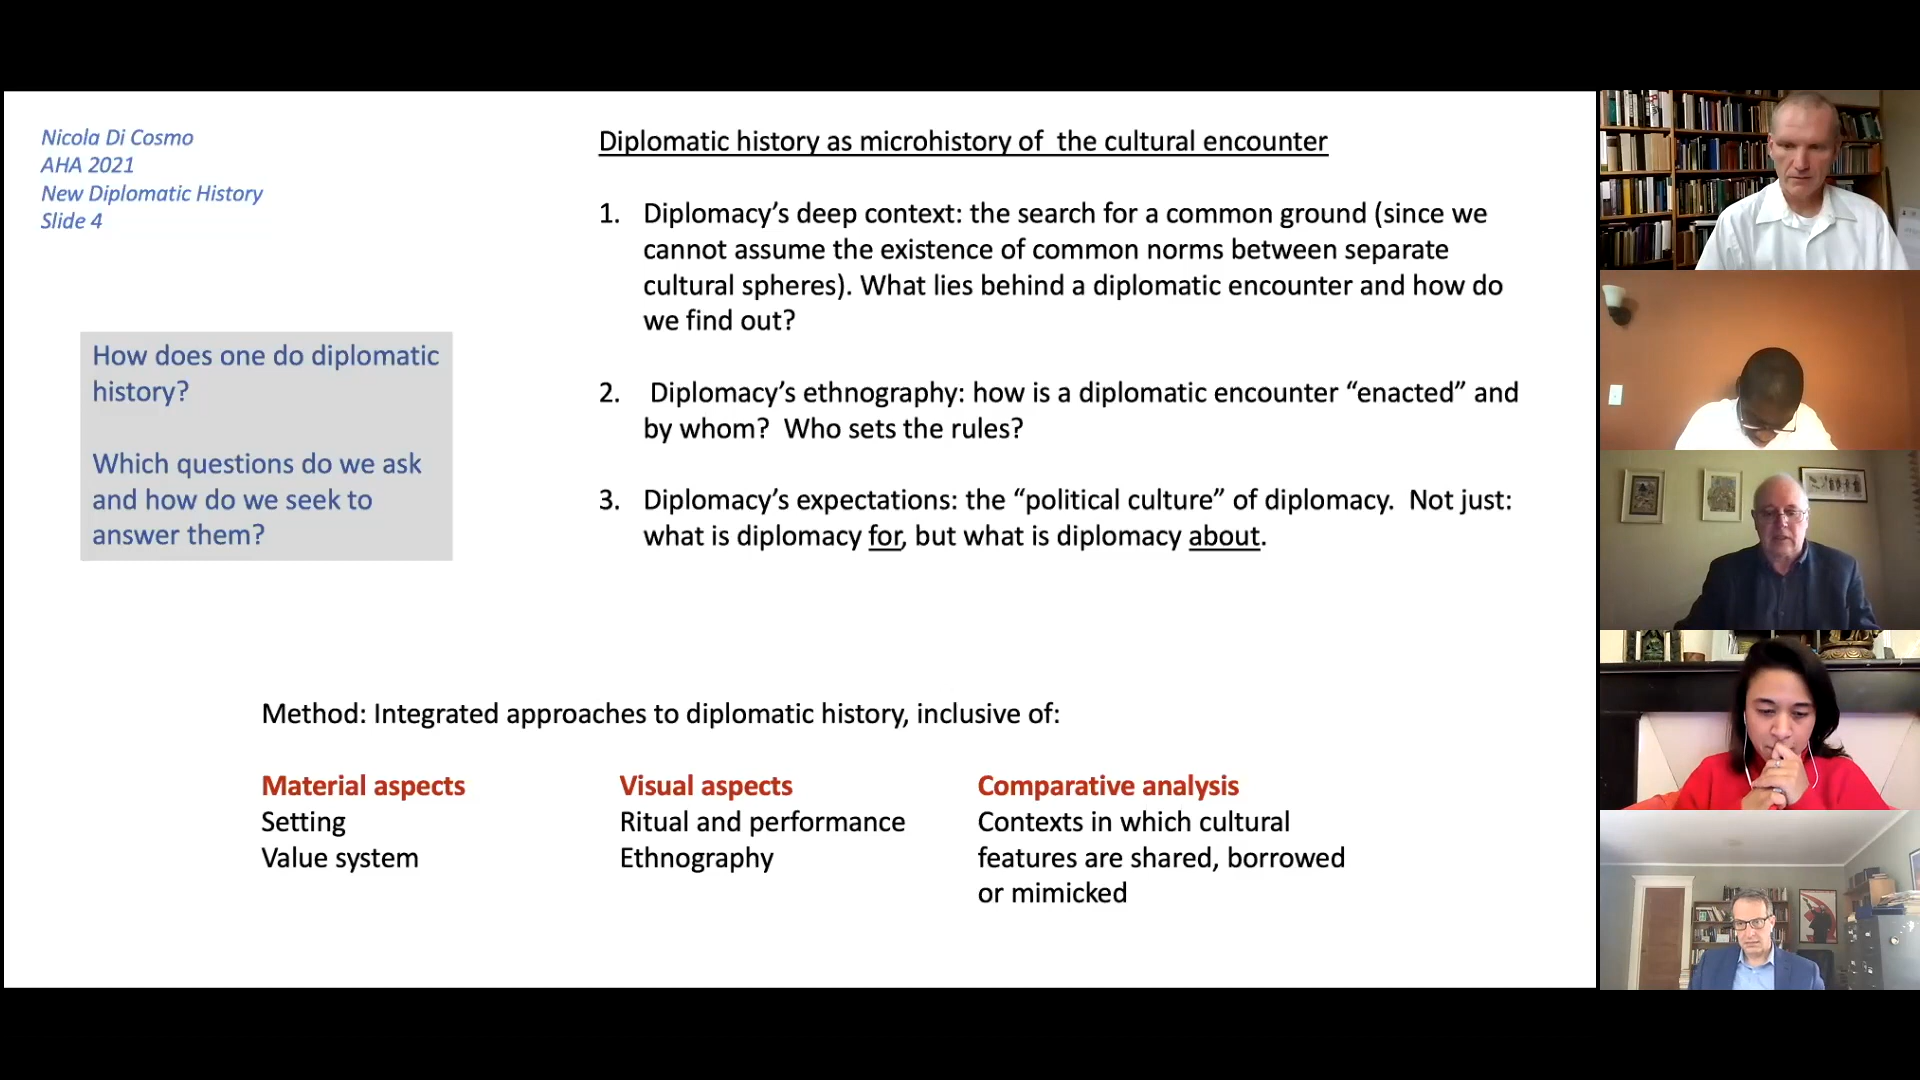 Nicola Di Cosmo
AHA 2021
New Diplomatic History
Slide 4
How does one do diplomatic
history?
Which questions do we ask
and how do we seek to
answer them?
Diplomatic history as microhistory of  the cultural encounter
1. Diplomacy’s deep context: the search for a common ground (since we
cannot assume the existence of common norms between separate
cultural spheres). What lies behind a diplomatic encounter and how do
we find out?
2. Diplomacy’s ethnography: how is a diplomatic encounter “enacted” and
by whom?  Who sets the rules?
3. Diplomacy’s expectations: the “political culture” of diplomacy.  Not just:
what is diplomacy for, but what is diplomacy about.
Method: Integrated approaches to diplomatic history, inclusive of:
Material aspects
Setting
Value system
Visual aspects
Ritual and performance
Ethnography
Comparative analysis
Contexts in which cultural
features are shared, borrowed
or mimicked